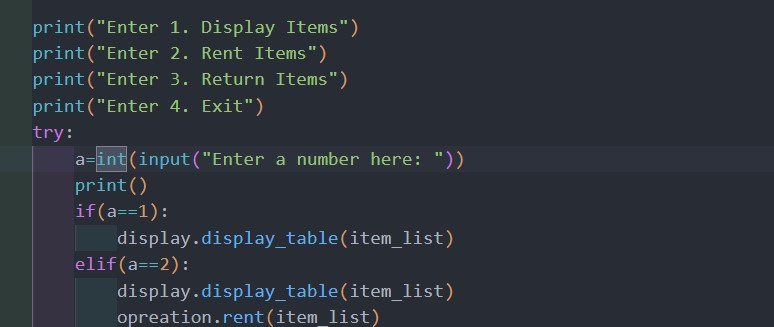 print("Enter 1. Display Items")
print("Enter 2. Rent Items")
print("Enter 3. Return Items")
print("Enter 4. Exit")
try:
    a=int(input("Enter a number here: "))
    print()
    if(a==1):
        display.display_table(item_list)
    elif(a==2):
        display.display_table(item_list)
        opreation.rent(item_list)